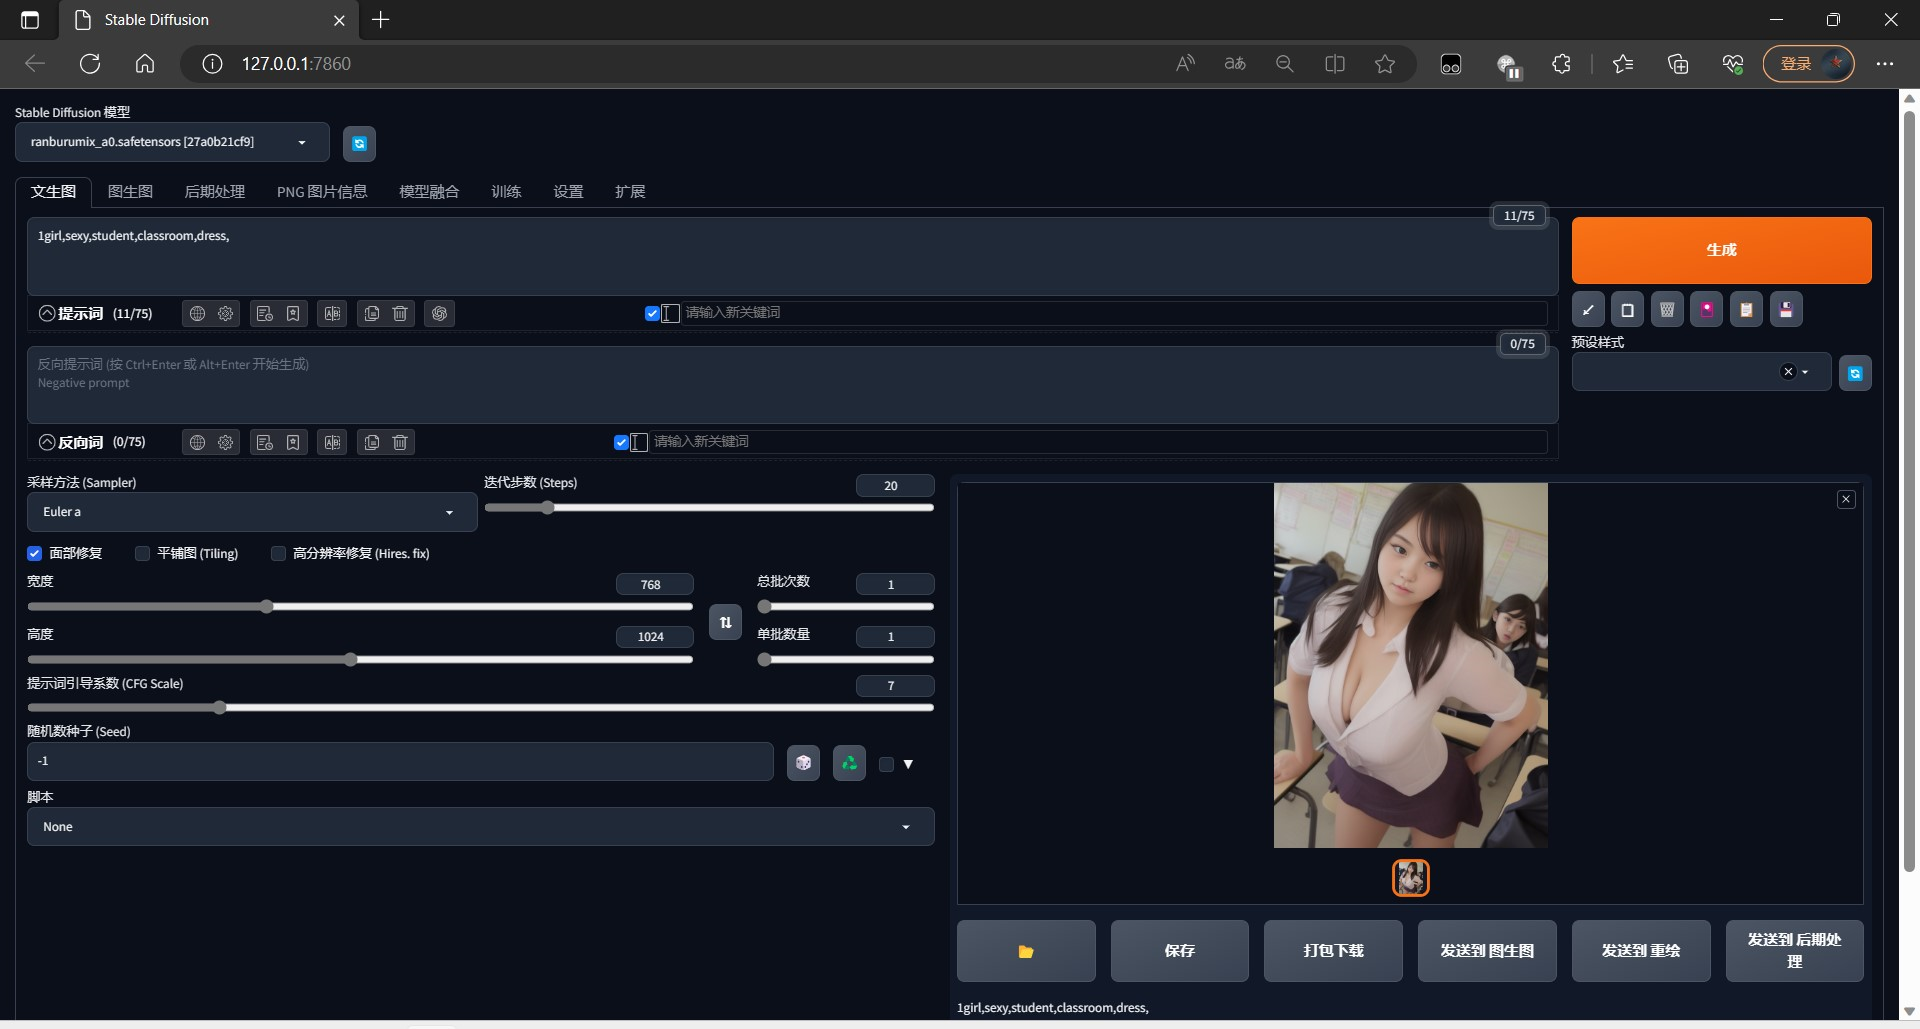 Stable Diffusion
127.0.0.1:7860
登录
Stable Diffusion 模型
ranburumix_a0.safetensors [27a0b21cf9]
文生图 图生图 后期处理 PNG 图片信息 模型融合 训练 设置 扩展
11/75
1girl,sexy,student,classroom,dress,
生成
提示词 (11/75) 请输入新关键词
预设样式
0/75
反向提示词 (按 Ctrl+Enter 或 Alt+Enter 开始生成)
Negative prompt
反向词 (0/75) 请输入新关键词
采样方法 (Sampler) 迭代步数 (Steps) 20
Euler a
面部修复 平铺图 (Tiling) 高分辨率修复 (Hires. fix)
宽度 768 总批次数 1
高度 1024 单批数量 1
提示词引导系数 (CFG Scale) 7
随机数种子 (Seed)
-1
脚本
None
保存 打包下载 发送到 图生图 发送到 重绘 发送到 后期处
理
1girl,sexy,student,classroom,dress,